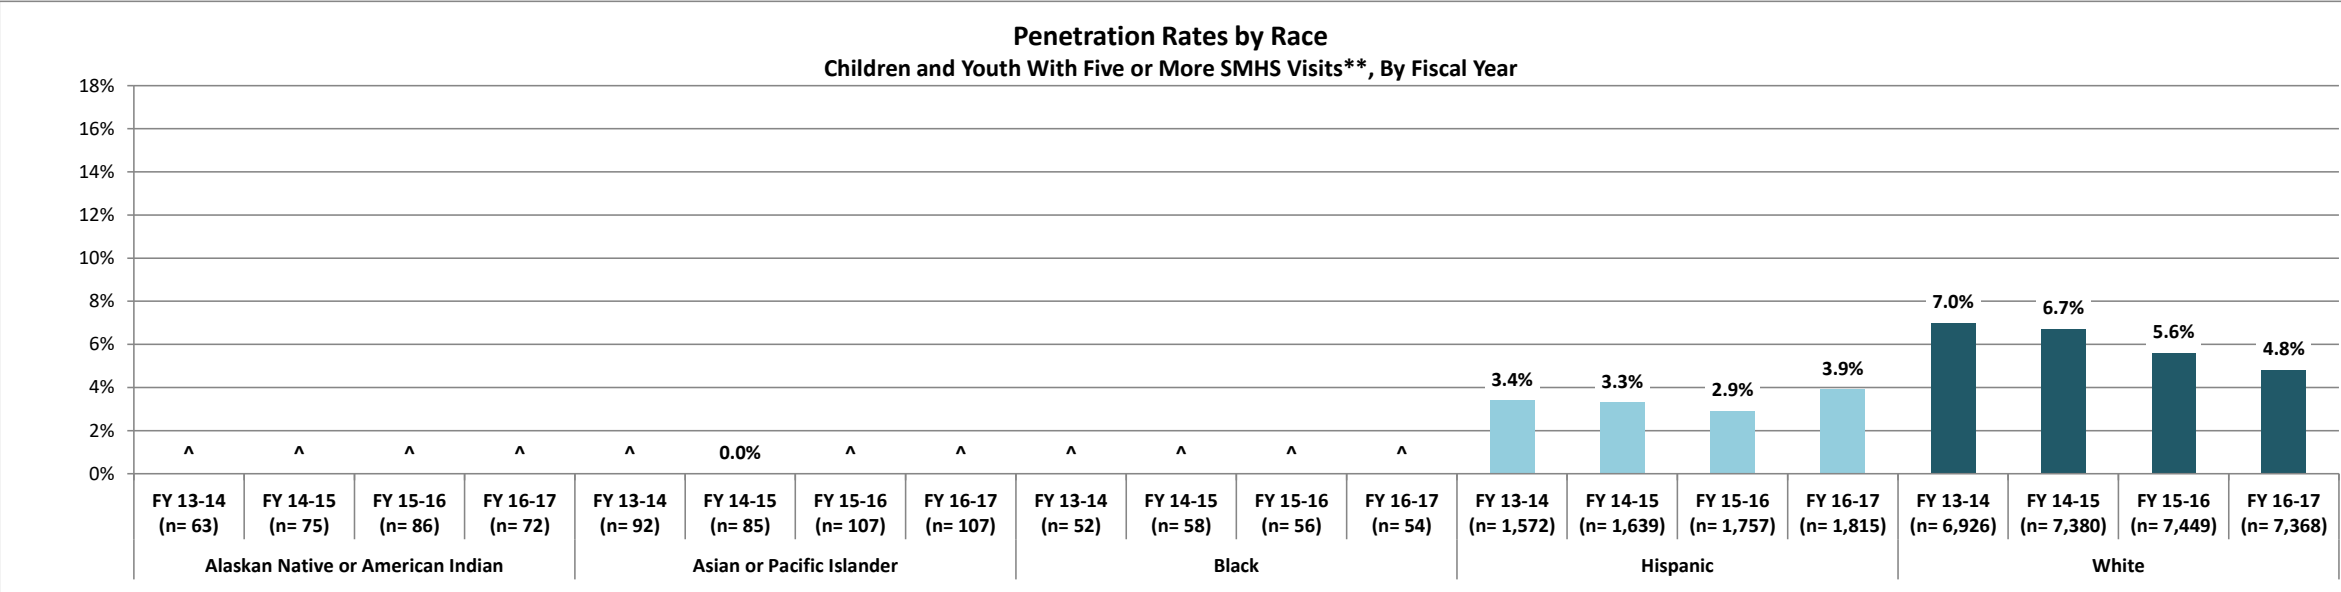 Penetration Rates by Race
Children and Youth With Five or More SMHS Visits**, By Fiscal Year
18%
16%
14%
12%
10%
8%
6%
4%
2%
0%
^ ^ ^ ^ ^ 0.0% ^ ^ ^ ^ ^ ^ 3.4% 3.3% 2.9% 3.9% 7.0% 6.7% 5.6% 4.8%
FY 13-14 FY 14-15 FY 15-16 FY 16-17 FY 13-14 FY 14-15 FY 15-16 FY 16-17 FY 13-14 FY 14-15 FY 15-16 FY 16-17 FY 13-14 FY 14-15 FY 15-16 FY 16-17 FY 13-14 FY 14-15 FY 15-16 FY 16-17
(n= 63) (n= 75) (n= 86) (n= 72) (n= 92) (n= 85) (n= 107) (n= 107) (n= 52) (n= 58) (n= 56) (n= 54) (n= 1,572) (n= 1,639) (n= 1,757) (n= 1,815) (n= 6,926) (n= 7,380) (n= 7,449) (n= 7,368)
Alaskan Native or American Indian Asian or Pacific Islander Black Hispanic White